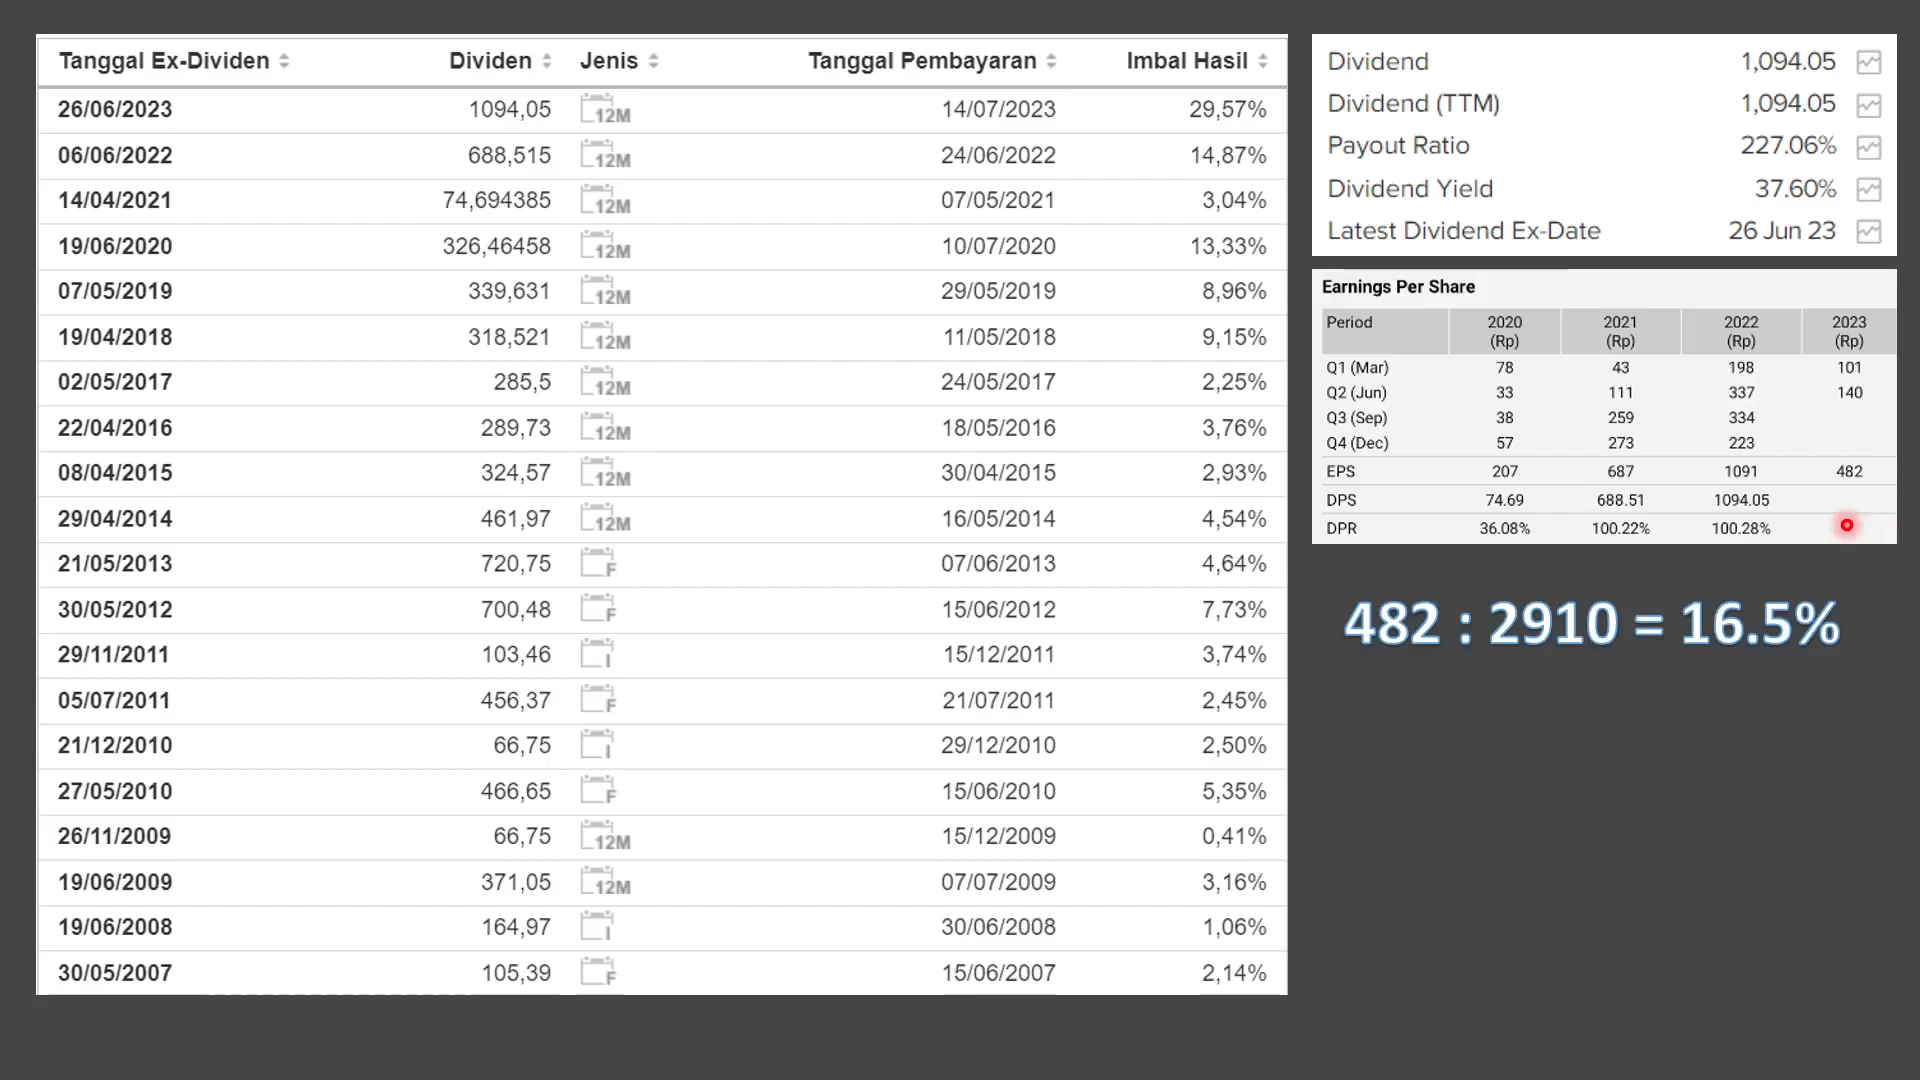 Tanggal Ex-Dividen Dividen Jenis Tanggal Pembayaran Imbal Hasil
26/06/2023 1094,05 12M 14/07/2023 29,57%
06/06/2022 688,515 12M 24/06/2022 14,87%
14/04/2021 74,694385 12M 07/05/2021 3,04%
19/06/2020 326,46458 12M 10/07/2020 13,33%
07/05/2019 339,631 12M 29/05/2019 8,96%
19/04/2018 318,521 12M 11/05/2018 9,15%
02/05/2017 285,5 12M 24/05/2017 2,25%
22/04/2016 289,73 12M 18/05/2016 3,76%
08/04/2015 324,57 12M 30/04/2015 2,93%
29/04/2014 461,97 12M 16/05/2014 4,54%
21/05/2013 720,75 F 07/06/2013 4,64%
30/05/2012 700,48 F 15/06/2012 7,73%
29/11/2011 103,46 I 15/12/2011 3,74%
05/07/2011 456,37 F 21/07/2011 2,45%
21/12/2010 66,75 I 29/12/2010 2,50%
27/05/2010 466,65 F 15/06/2010 5,35%
26/11/2009 66,75 12M 15/12/2009 0,41%
19/06/2009 371,05 12M 07/07/2009 3,16%
19/06/2008 164,97 I 30/06/2008 1,06%
30/05/2007 105,39 F 15/06/2007 2,14%
Dividend 1,094.05
Dividend (TTM) 1,094.05
Payout Ratio 227.06%
Dividend Yield 37.60%
Latest Dividend Ex-Date 26 Jun 23
Earnings Per Share
Period 2020 2021 2022 2023
(Rp) (Rp) (Rp) (Rp)
Q1 (Mar) 78 43 198 101
Q2 (Jun) 33 111 337 140
Q3 (Sep) 38 259 334
Q4 (Dec) 57 273 223
EPS 207 687 1091 482
DPS 74.69 688.51 1094.05
DPR 36.08% 100.22% 100.28%
482 : 2910 = 16.5%